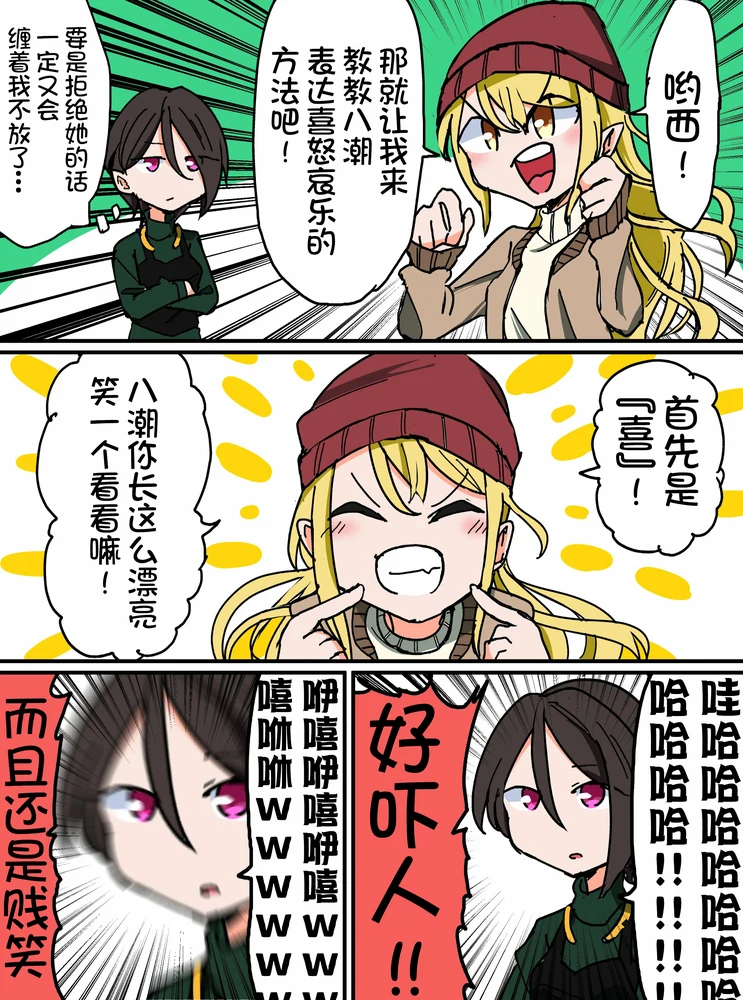 哟西！
那就让我来
教教八潮
表达喜怒哀乐的
方法吧！
要是拒绝她的话
一定又会
缠着我不放了…
首先是
『喜』！
八潮你长这么漂亮
笑一个看看嘛！
哇哈哈哈哈哈哈
哈哈哈哈!!!!!!
好吓人!!
咿嘻咿嘻咿嘻ww
嘻咻咻wwwww
而且还是贱笑